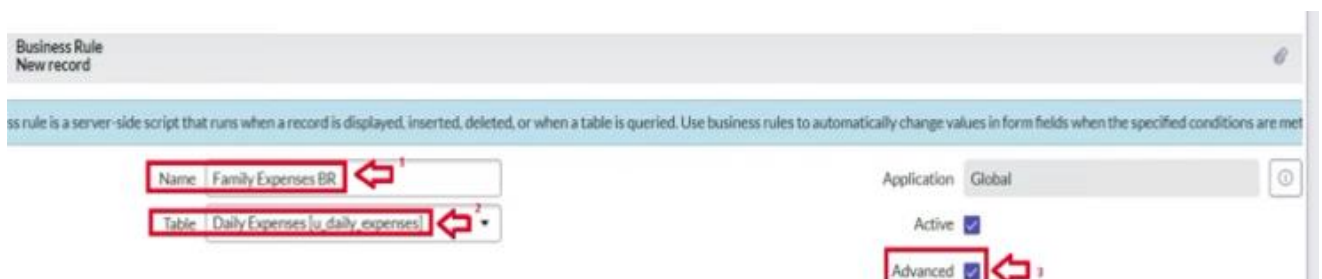 Business Rule
New record
ss rule is a server-side script that runs when a record is displayed, inserted, deleted, or when a table is queried. Use business rules to automatically change values in form fields when the specified conditions are met
Name Family Expenses BR 1 Application Global
Table Daily Expenses [u_daily_expenses] 2 Active
Advanced 3